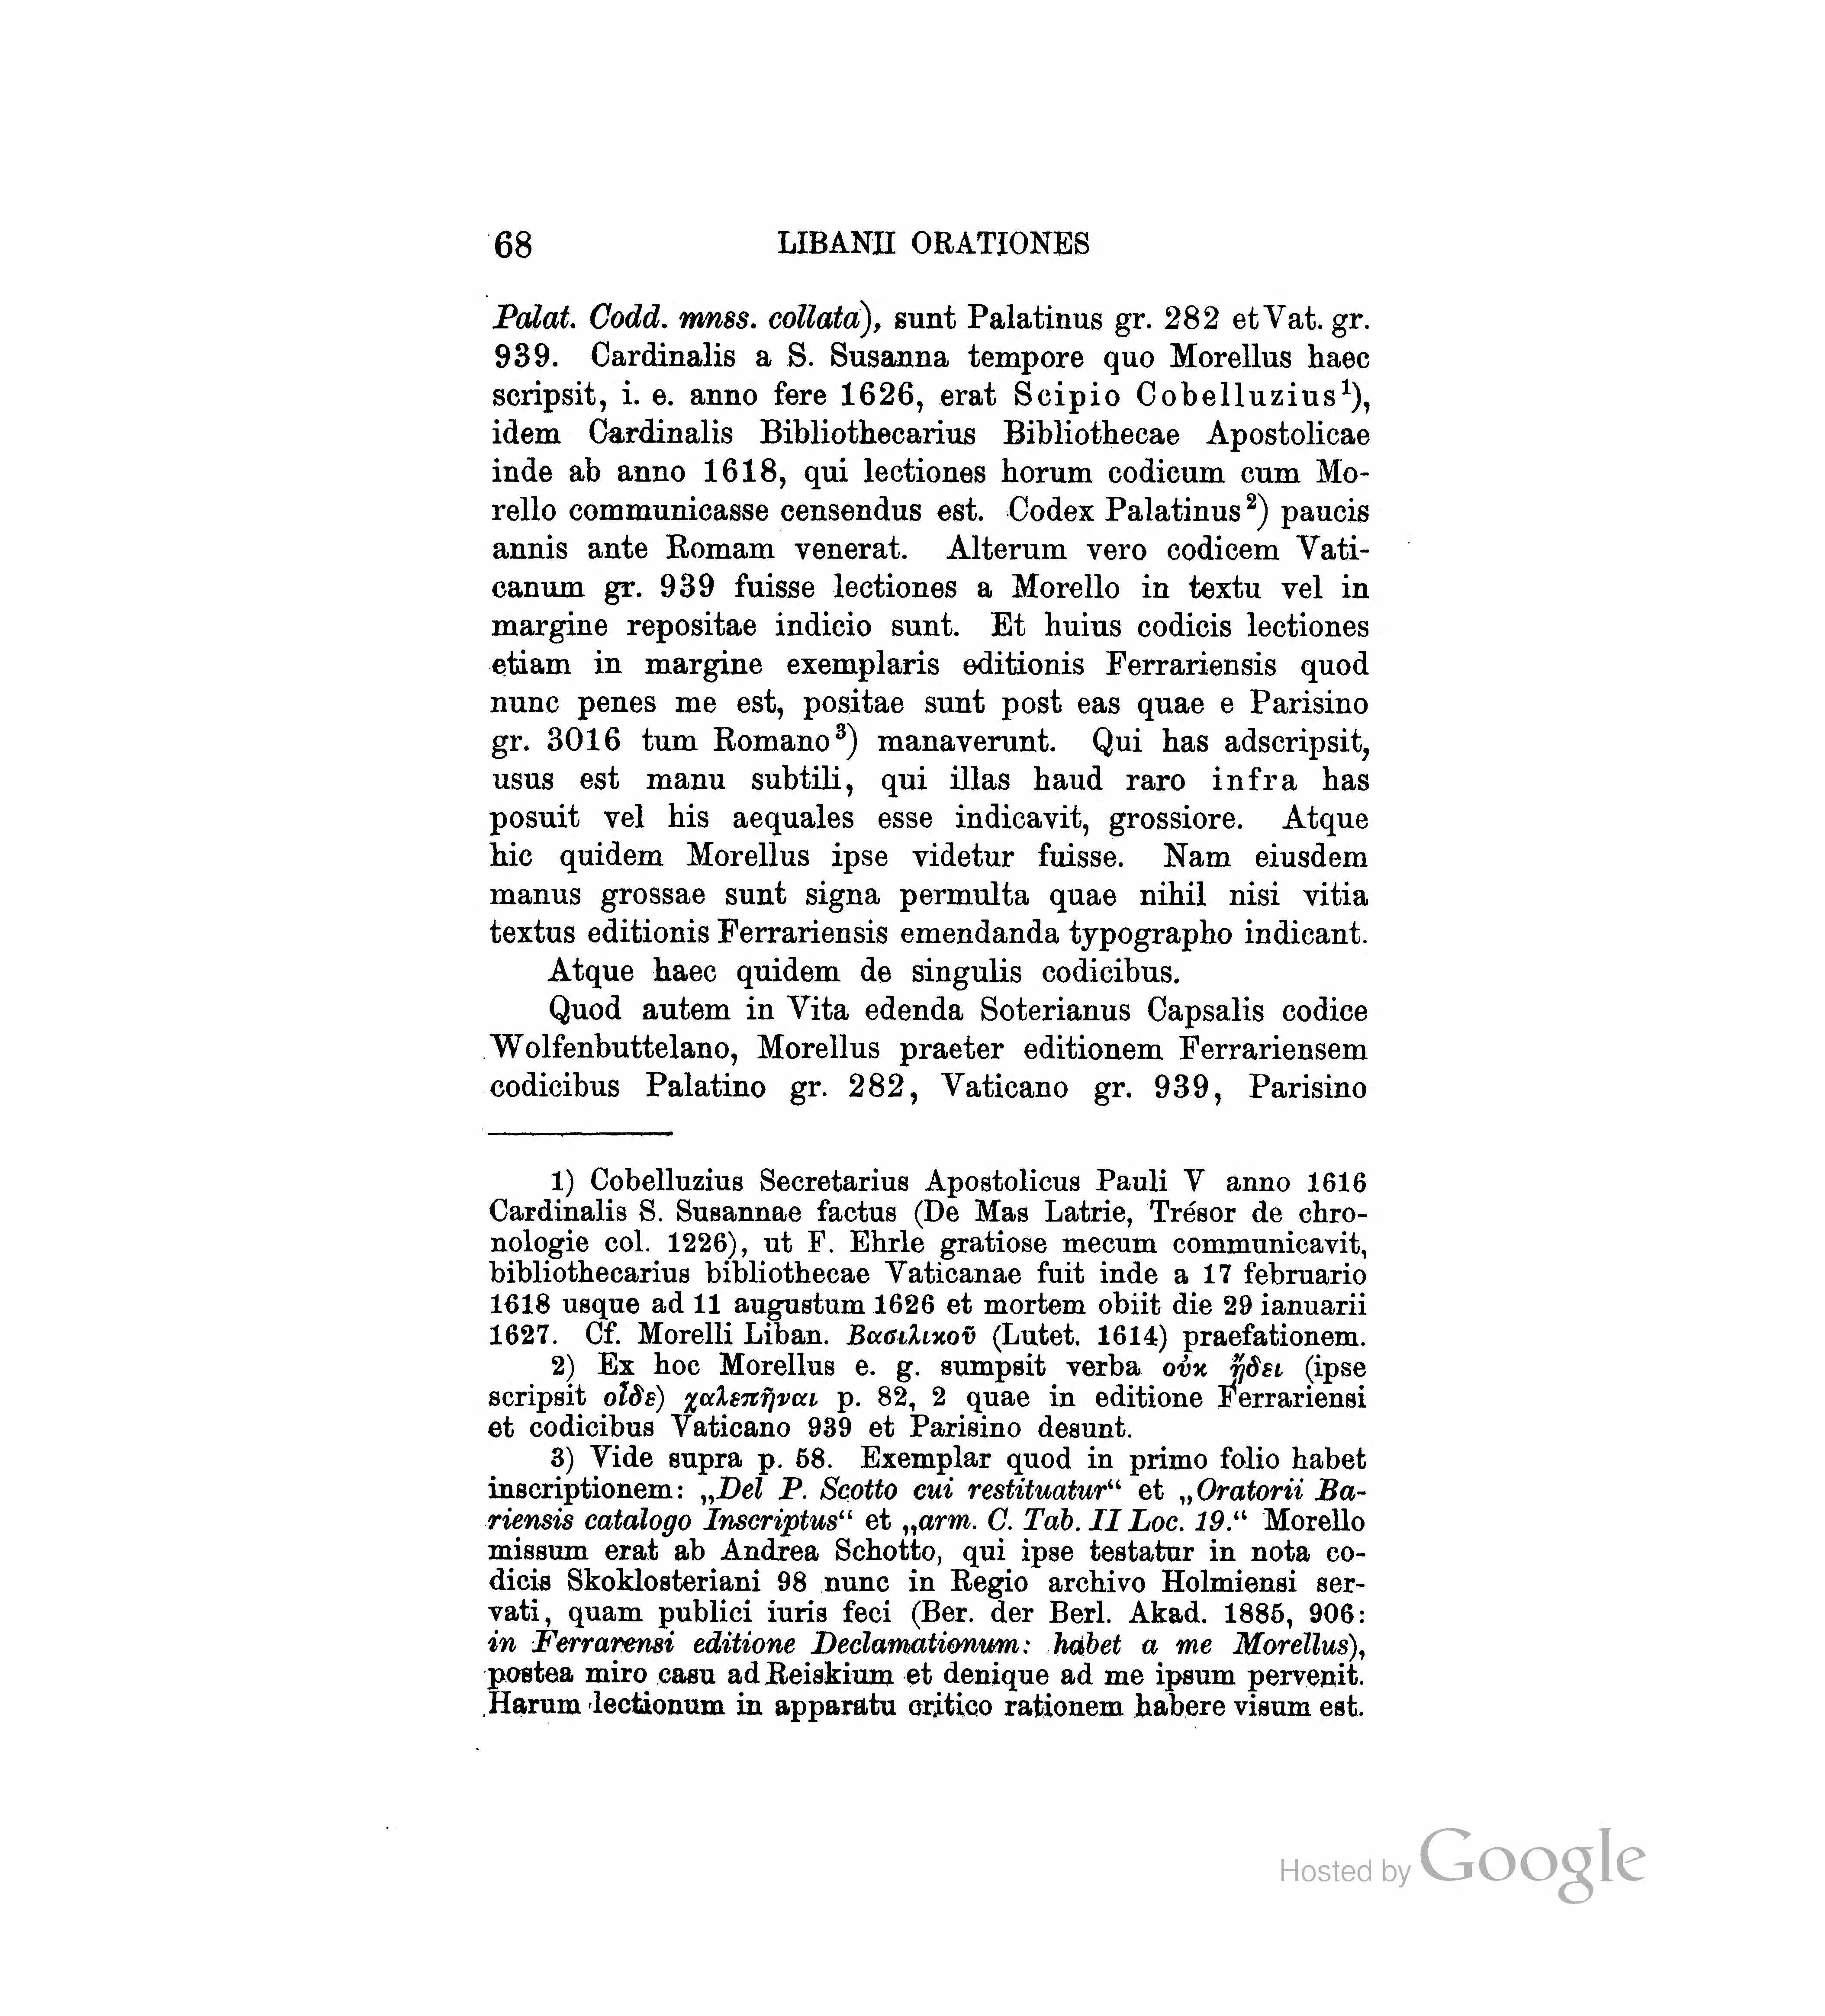 68 LIBANII ORATIONES
Palat. Codd. mnss. collata), sunt Palatinus gr. 282 et Vat. gr.
939. Cardinalis a S. Susanna tempore quo Morellus haec
scripsit, i. e. anno fere 1626, erat Scipio Cobelluzius¹),
idem Cardinalis Bibliothecarius Bibliothecae Apostolicae
inde ab anno 1618, qui lectiones horum codicum cum Mo-
rello communicasse censendus est. Codex Palatinus²) paucis
annis ante Romam venerat. Alterum vero codicem Vati-
canum gr. 939 fuisse lectiones a Morello in textu vel in
margine repositae indicio sunt. Et huius codicis lectiones
etiam in margine exemplaris editionis Ferrariensis quod
nunc penes me est, positae sunt post eas quae e Parisino
gr. 3016 tum Romano³) manaverunt. Qui has adscripsit,
usus est manu subtili, qui illas haud raro infra has
posuit vel his aequales esse indicavit, grossiore. Atque
hic quidem Morellus ipse videtur fuisse. Nam eiusdem
manus grossae sunt signa permulta quae nihil nisi vitia
textus editionis Ferrariensis emendanda typographo indicant.
Atque haec quidem de singulis codicibus.
Quod autem in Vita edenda Soterianus Capsalis codice
Wolfenbuttelano, Morellus praeter editionem Ferrariensem
codicibus Palatino gr. 282, Vaticano gr. 939, Parisino
1) Cobelluzius Secretarius Apostolicus Pauli V anno 1616
Cardinalis S. Susannae factus (De Mas Latrie, Trésor de chro-
nologie col. 1226), ut F. Ehrle gratiose mecum communicavit,
bibliothecarius bibliothecae Vaticanae fuit inde a 17 februario
1618 usque ad 11 augustum 1626 et mortem obiit die 29 ianuarii
1627. Cf. Morelli Liban. Βασιλικοῦ (Lutet. 1614) praefationem.
2) Ex hoc Morellus e. g. sumpsit verba οὐκ ᾔδει (ipse
scripsit οἶδε) χαλεπῆναι p. 82, 2 quae in editione Ferrariensi
et codicibus Vaticano 939 et Parisino desunt.
3) Vide supra p. 58. Exemplar quod in primo folio habet
inscriptionem: „Del P. Scotto cui restituatur“ et „Oratorii Ba-
riensis catalogo Inscriptus“ et „arm. C. Tab. II Loc. 19.“ Morello
missum erat ab Andrea Schotto, qui ipse testatur in nota co-
dicis Skoklosteriani 98 nunc in Regio archivo Holmiensi ser-
vati, quam publici iuris feci (Ber. der Berl. Akad. 1885, 906:
in Ferrarensi editione Declamationum: habet a me Morellus),
postea miro casu ad Reiskium et denique ad me ipsum pervenit.
Harum lectionum in apparatu critico rationem habere visum est.
Hosted by Google